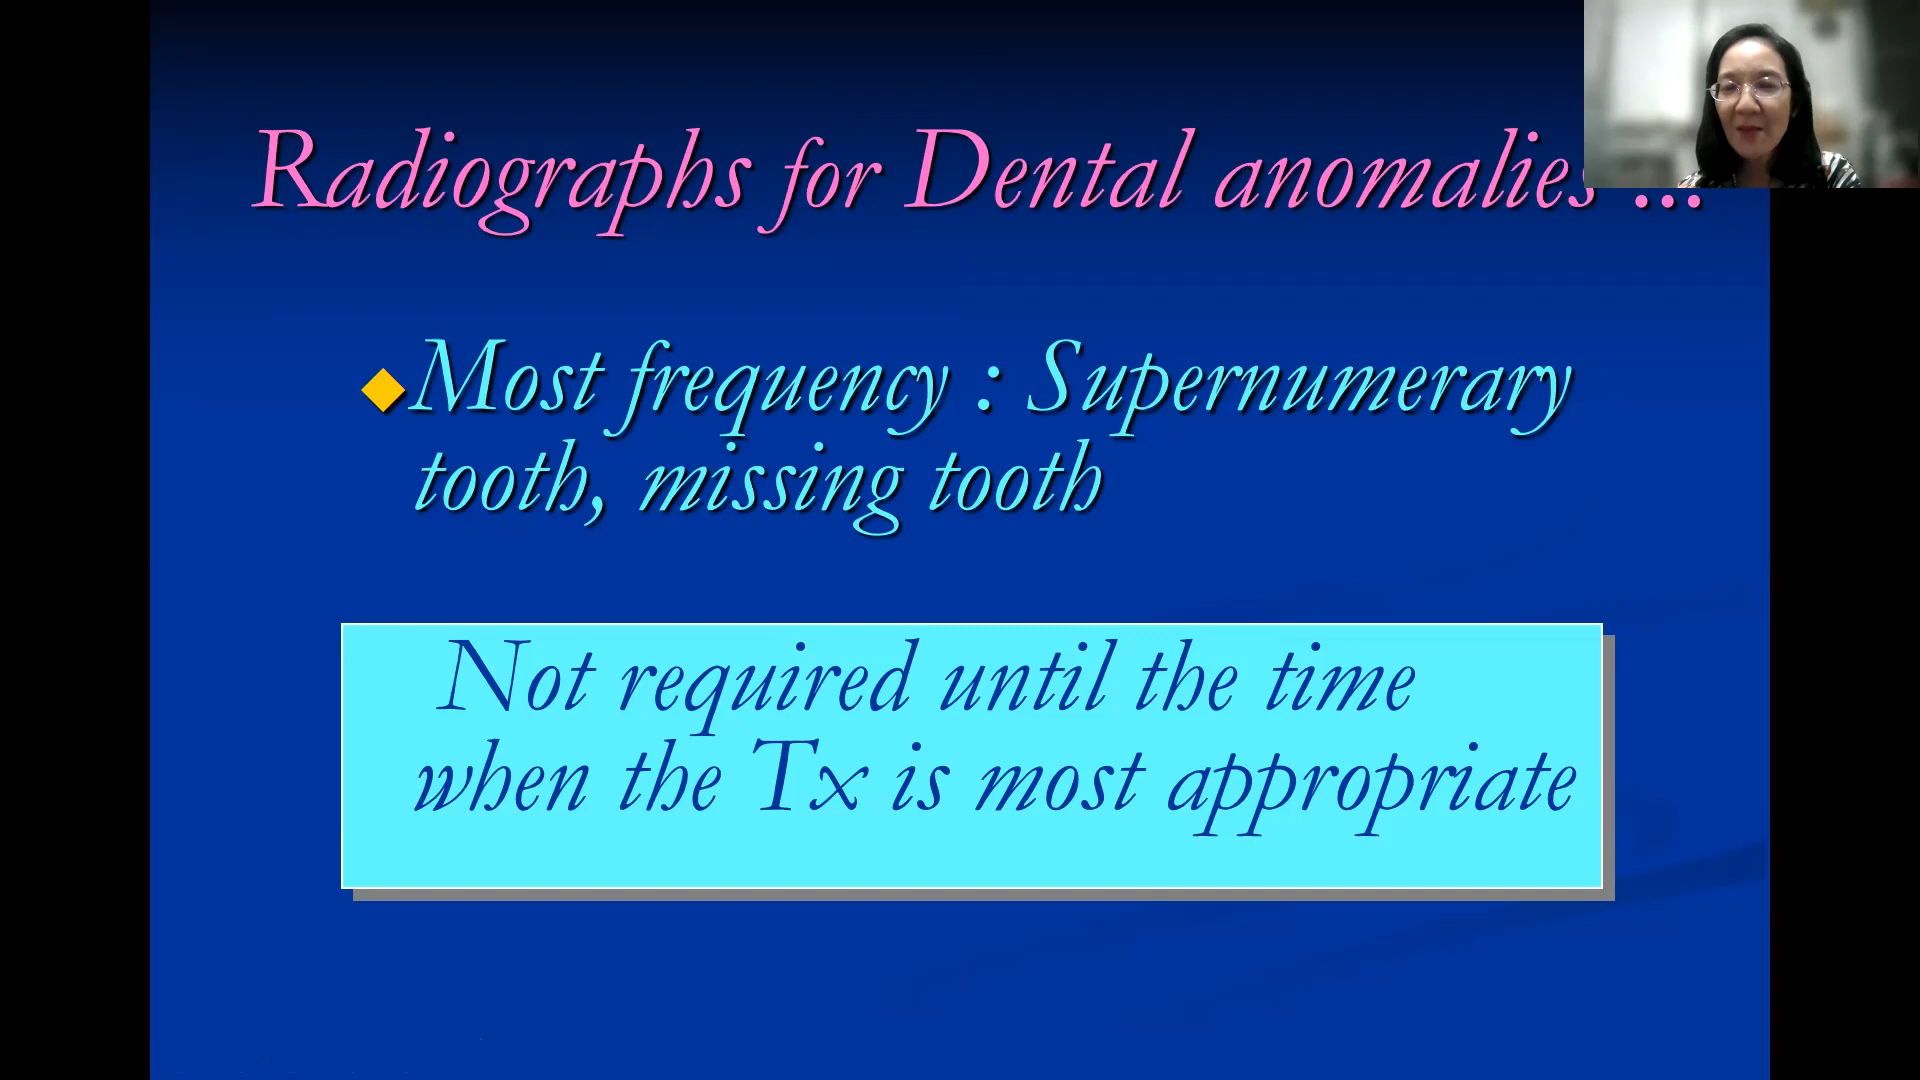 Radiographs for Dental anomalies ...
Most frequency : Supernumerary
tooth, missing tooth
Not required until the time
when the Tx is most appropriate